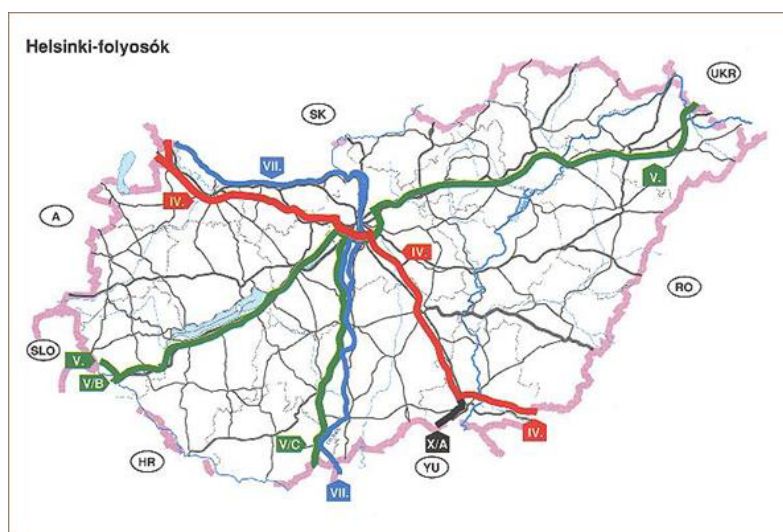 Helsinki-folyosók
UKR
SK
VII.
V.
IV.
A
IV.
RO
SLO
V.
V/B
V/C
X/A
IV.
HR
YU
VII.